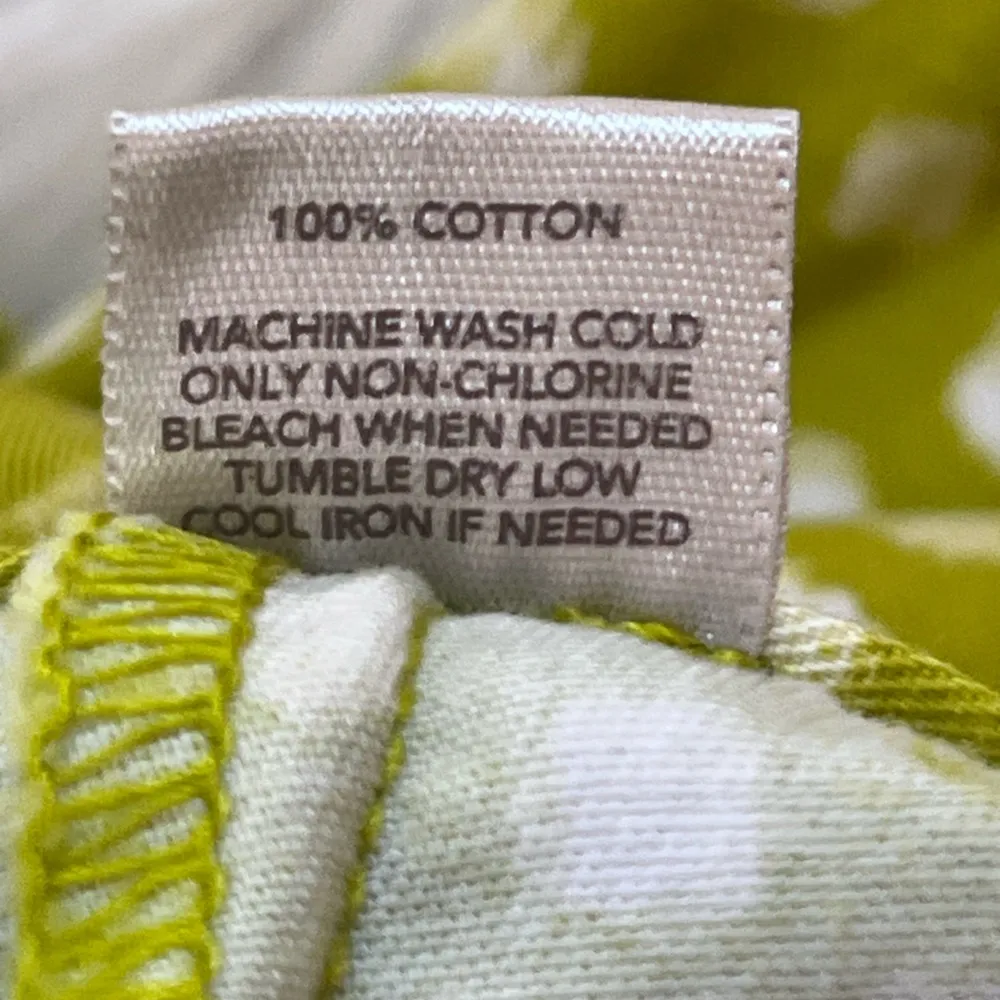 100% COTTON
MACHINE WASH COLD
ONLY NON-CHLORINE
BLEACH WHEN NEEDED
TUMBLE DRY LOW
COOL IRON IF NEEDED